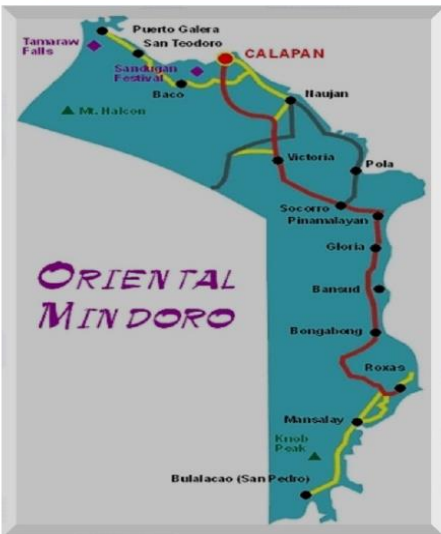 Puerto Galera
Tamaraw
Falls
San Teodoro
CALAPAN
Sandugan
Festival
Baco
Naujan
Mt. Halcon
Victoria
Pola
Socorro
Pinamalayan
Gloria
ORIENTAL
MINDORO
Bansud
Bongabong
Roxas
Mansalay
Knob
Peak
Bulalacao (San Pedro)